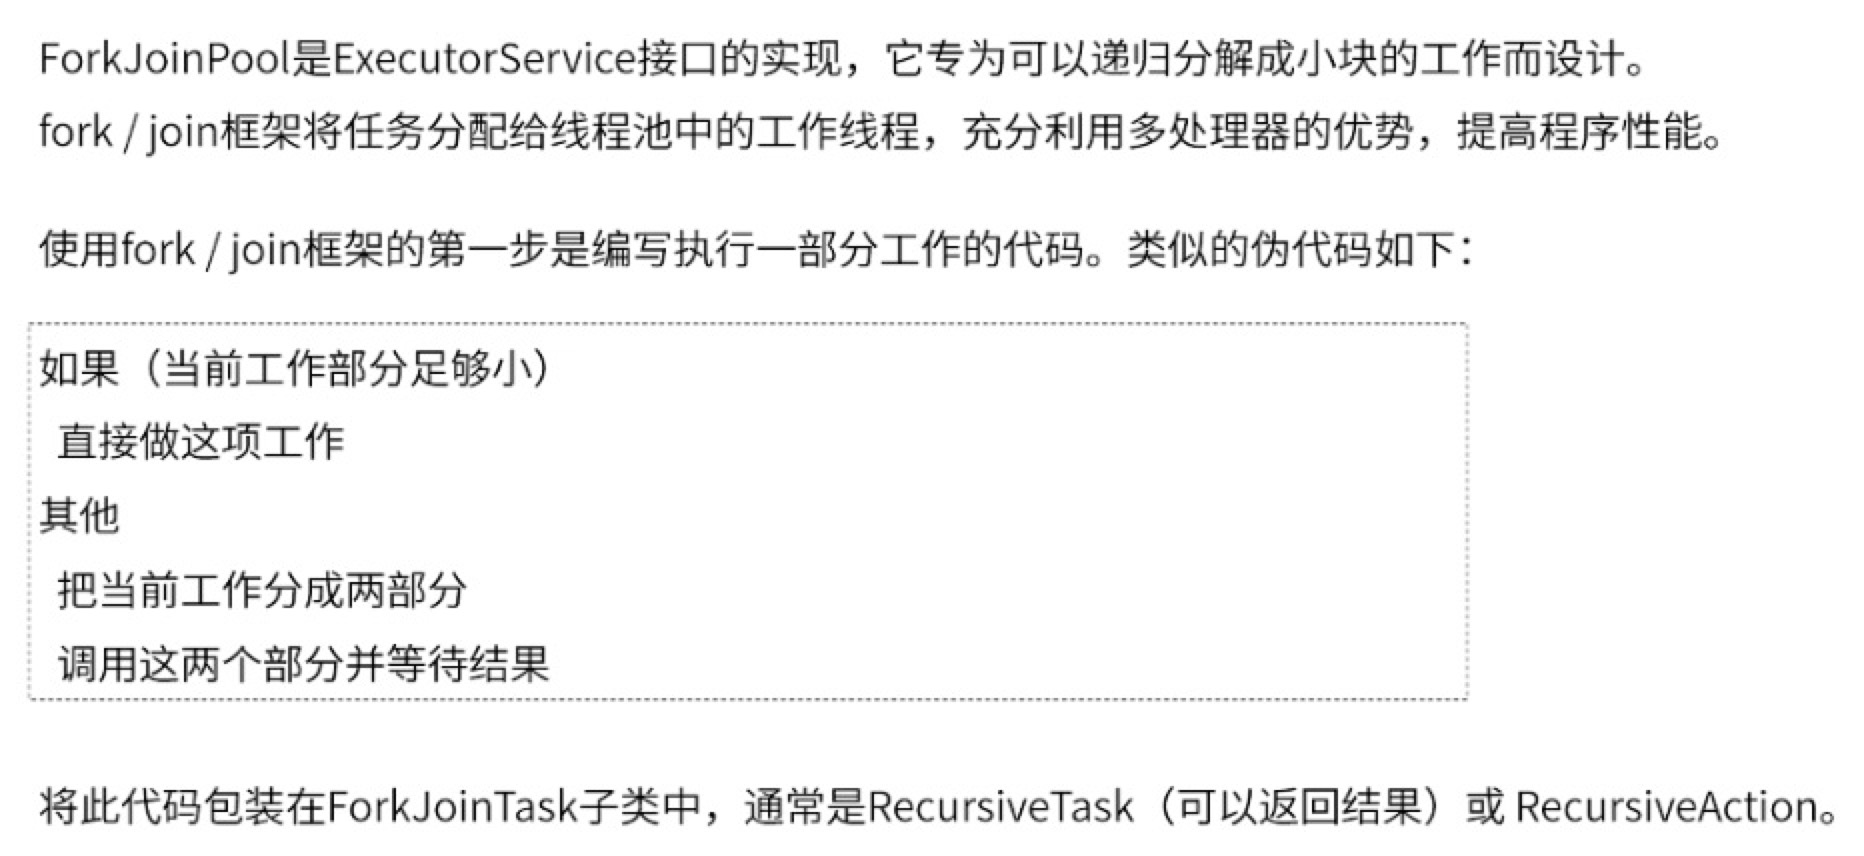 ForkJoinPool是ExecutorService接口的实现，它专为可以递归分解成小块的工作而设计。
fork / join框架将任务分配给线程池中的工作线程，充分利用多处理器的优势，提高程序性能。
使用fork / join框架的第一步是编写执行一部分工作的代码。类似的伪代码如下：
如果（当前工作部分足够小）
直接做这项工作
其他
把当前工作分成两部分
调用这两个部分并等待结果
将此代码包装在ForkJoinTask子类中，通常是RecursiveTask（可以返回结果）或 RecursiveAction。